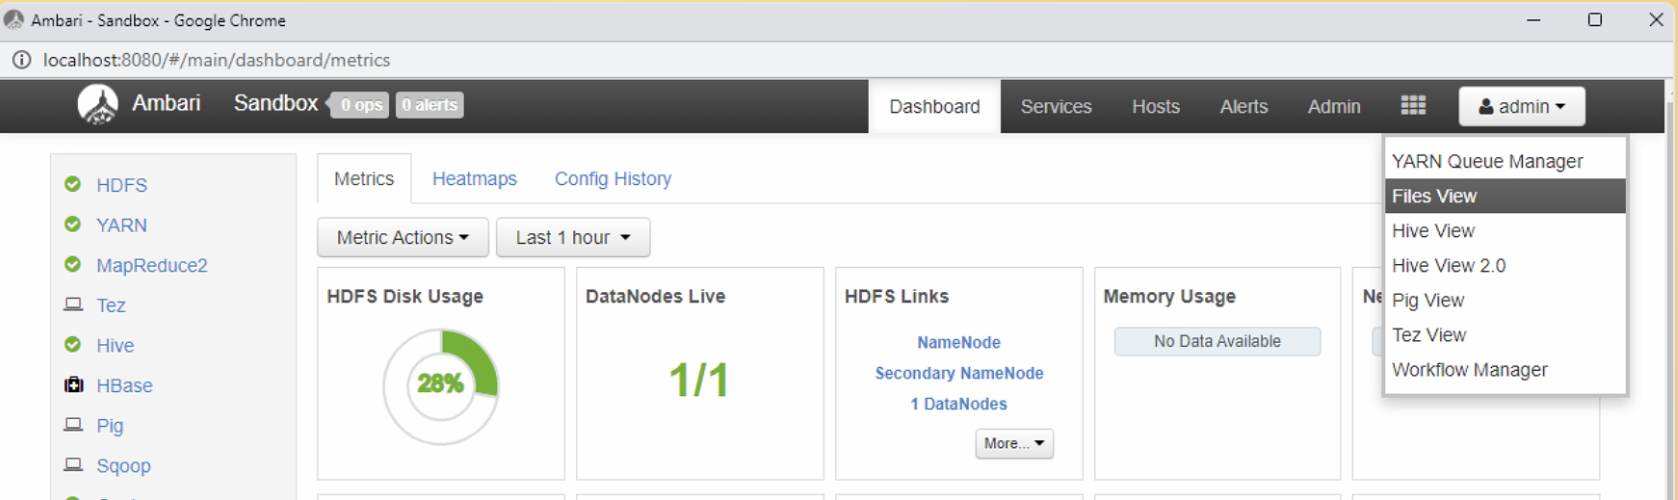 Ambari - Sandbox - Google Chrome
localhost:8080/#/main/dashboard/metrics
Ambari Sandbox 0 ops 0 alerts Dashboard Services Hosts Alerts Admin admin
YARN Queue Manager
Files View
Hive View
Hive View 2.0
Pig View
Tez View
Workflow Manager
HDFS
YARN
MapReduce2
Tez
Hive
HBase
Pig
Sqoop
Metrics Heatmaps Config History
Metric Actions Last 1 hour
HDFS Disk Usage
28%
DataNodes Live
1/1
HDFS Links
NameNode
Secondary NameNode
1 DataNodes
More...
Memory Usage
No Data Available